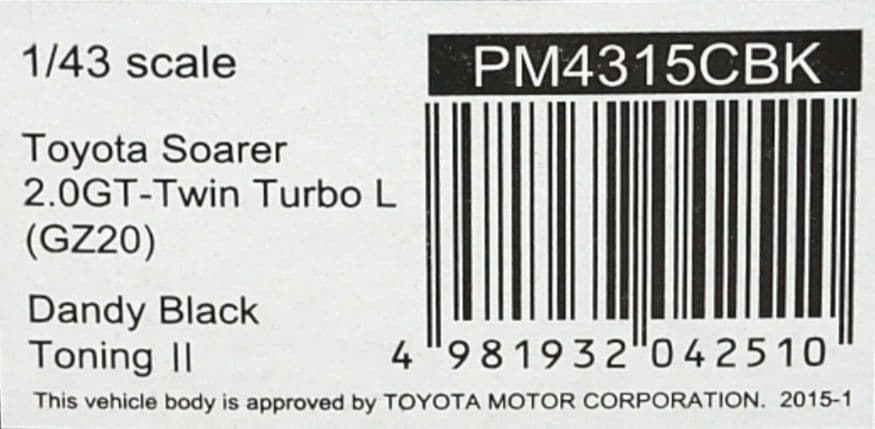 1/43 scale
PM4315CBK
Toyota Soarer
2.0GT-Twin Turbo L
(GZ20)
Dandy Black
Toning II
4 981932 042510
This vehicle body is approved by TOYOTA MOTOR CORPORATION. 2015-1